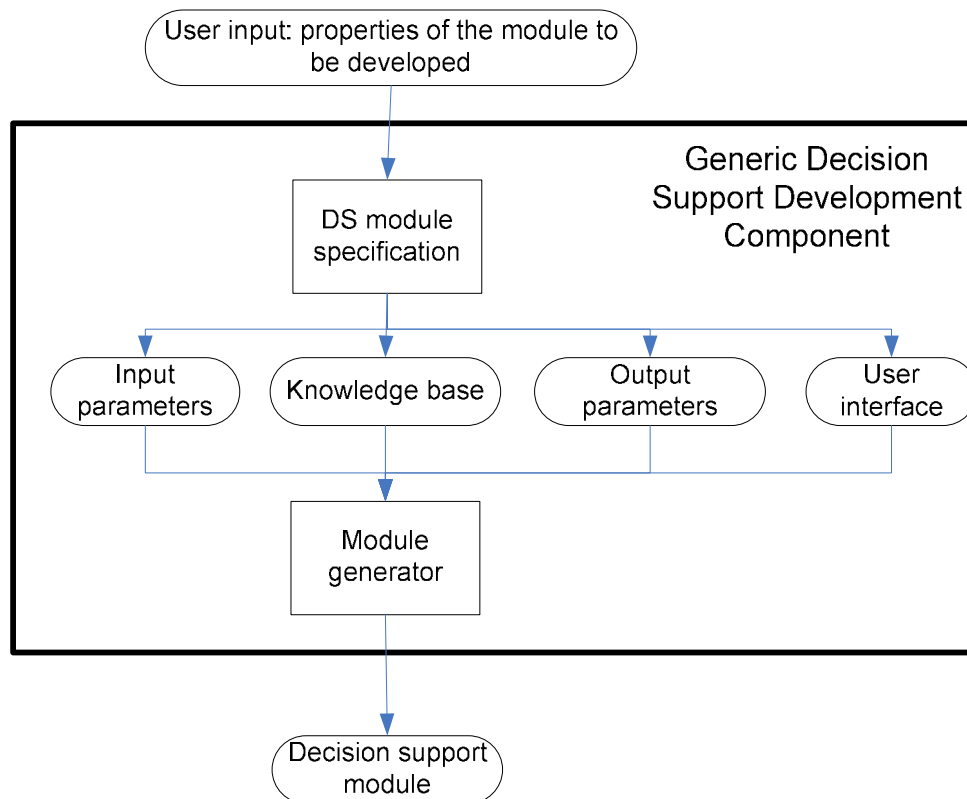 User input: properties of the module to
be developed
Generic Decision
Support Development
Component
DS module
specification
Input
parameters
Knowledge base
Output
parameters
User
interface
Module
generator
Decision support
module